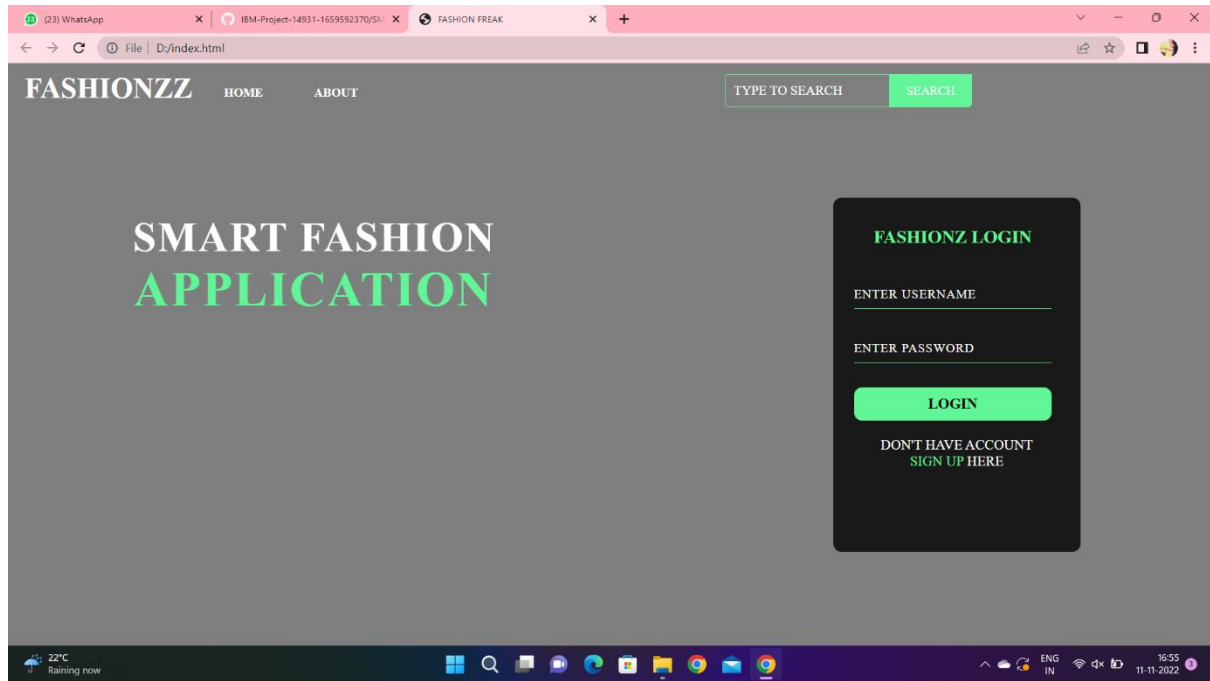 23
(23) WhatsApp
IBM-Project-14931-1659592370/SM
FASHION FREAK
File
D:/index.html
FASHIONZZ
HOME
ABOUT
TYPE TO SEARCH
SEARCH
SMART FASHION
APPLICATION
FASHIONZ LOGIN
ENTER USERNAME
ENTER PASSWORD
LOGIN
DON'T HAVE ACCOUNT
SIGN UP HERE
22°C
Raining now
ENG
IN
16:55
11-11-2022
3